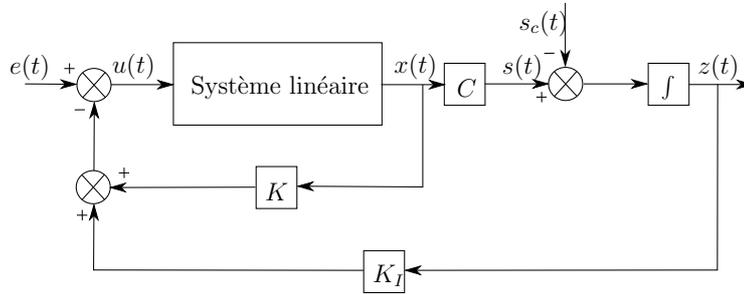 s_c(t)
e(t) + u(t) Système linéaire x(t) C s(t) − + ∫ z(t)
−
+ K
+ K_I